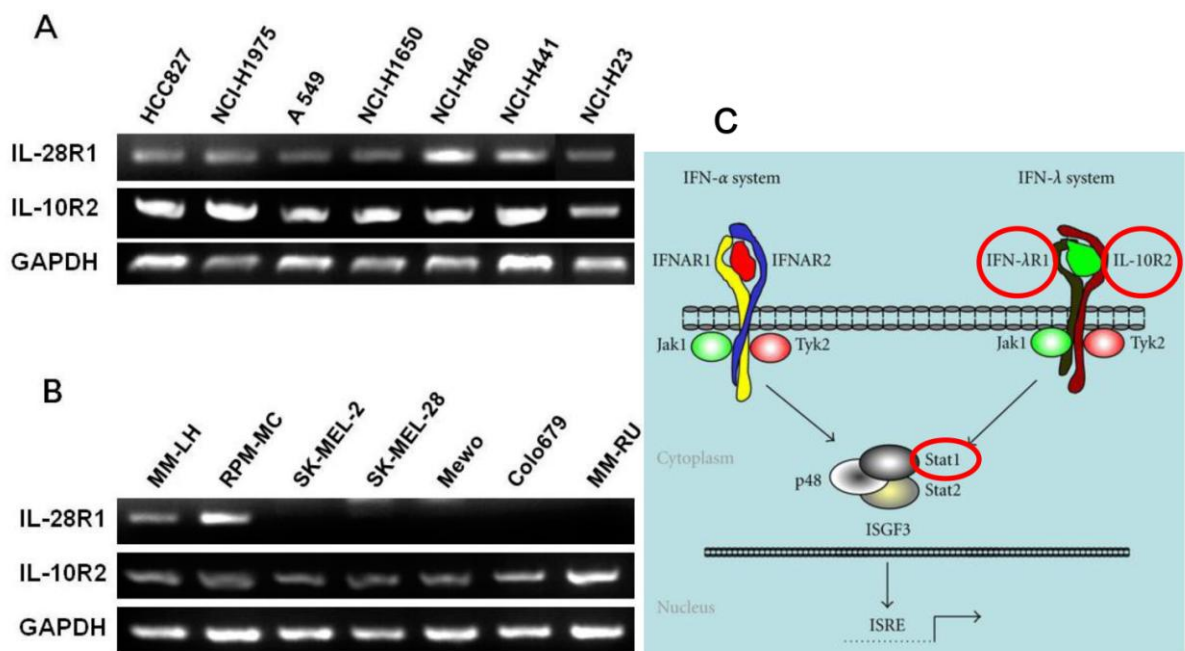 A
HCC827 NCI-H1975 A 549 NCI-H1650 NCI-H460 NCI-H441 NCI-H23
IL-28R1
IL-10R2
GAPDH
B
MM-LH RPM-MC SK-MEL-2 SK-MEL-28 Mewo Colo679 MM-RU
IL-28R1
IL-10R2
GAPDH
C
IFN-α system IFN-λ system
IFNAR1 IFNAR2 IFN-λR1 IL-10R2
Jak1 Tyk2 Jak1 Tyk2
Cytoplasm Stat1
p48 Stat2
ISGF3
Nucleus
ISRE